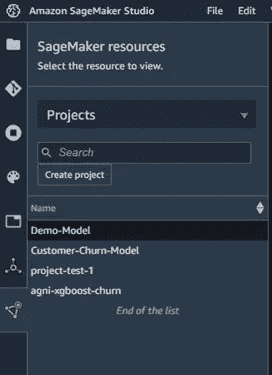 Amazon SageMaker Studio File Edit
SageMaker resources
Select the resource to view.
Projects
Search
Create project
Name
Demo-Model
Customer-Churn-Model
project-test-1
agni-xgboost-churn
End of the list